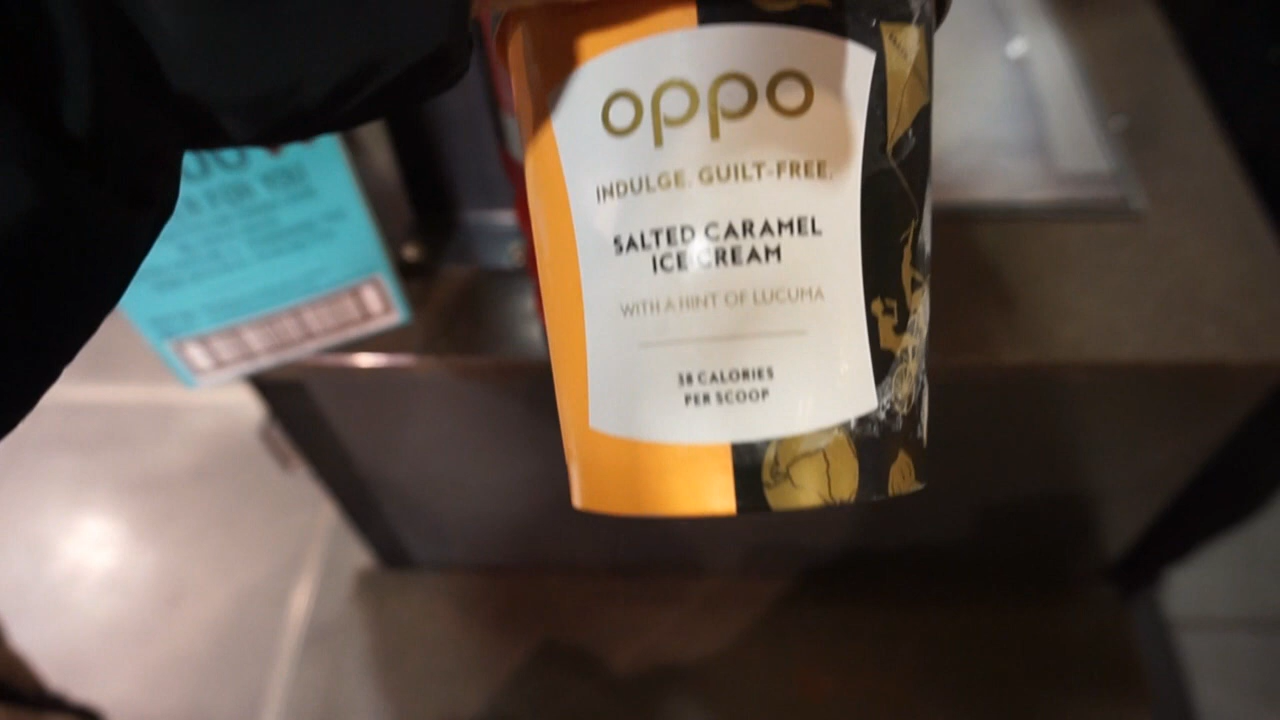 oppo
INDULGE. GUILT-FREE.
SALTED CARAMEL
ICE CREAM
WITH A HINT OF LUCUMA
38 CALORIES
PER SCOOP